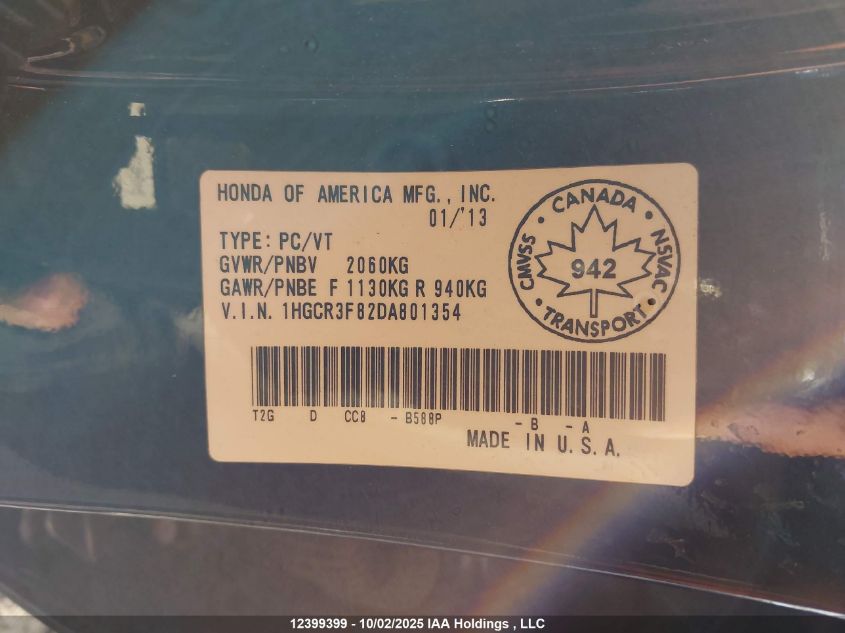 HONDA OF AMERICA MFG., INC.
01/'13
TYPE: PC/VT
GVWR/PNBV 2060KG
GAWR/PNBE F 1130KG R 940KG
V.I.N. 1HGCR3F82DA801354
CANADA
CMVSS
NSVAC
942
TRANSPORT
T2G D CC8 - B588P - B - A
MADE IN U.S.A.
12399399 - 10/02/2025 IAA Holdings , LLC